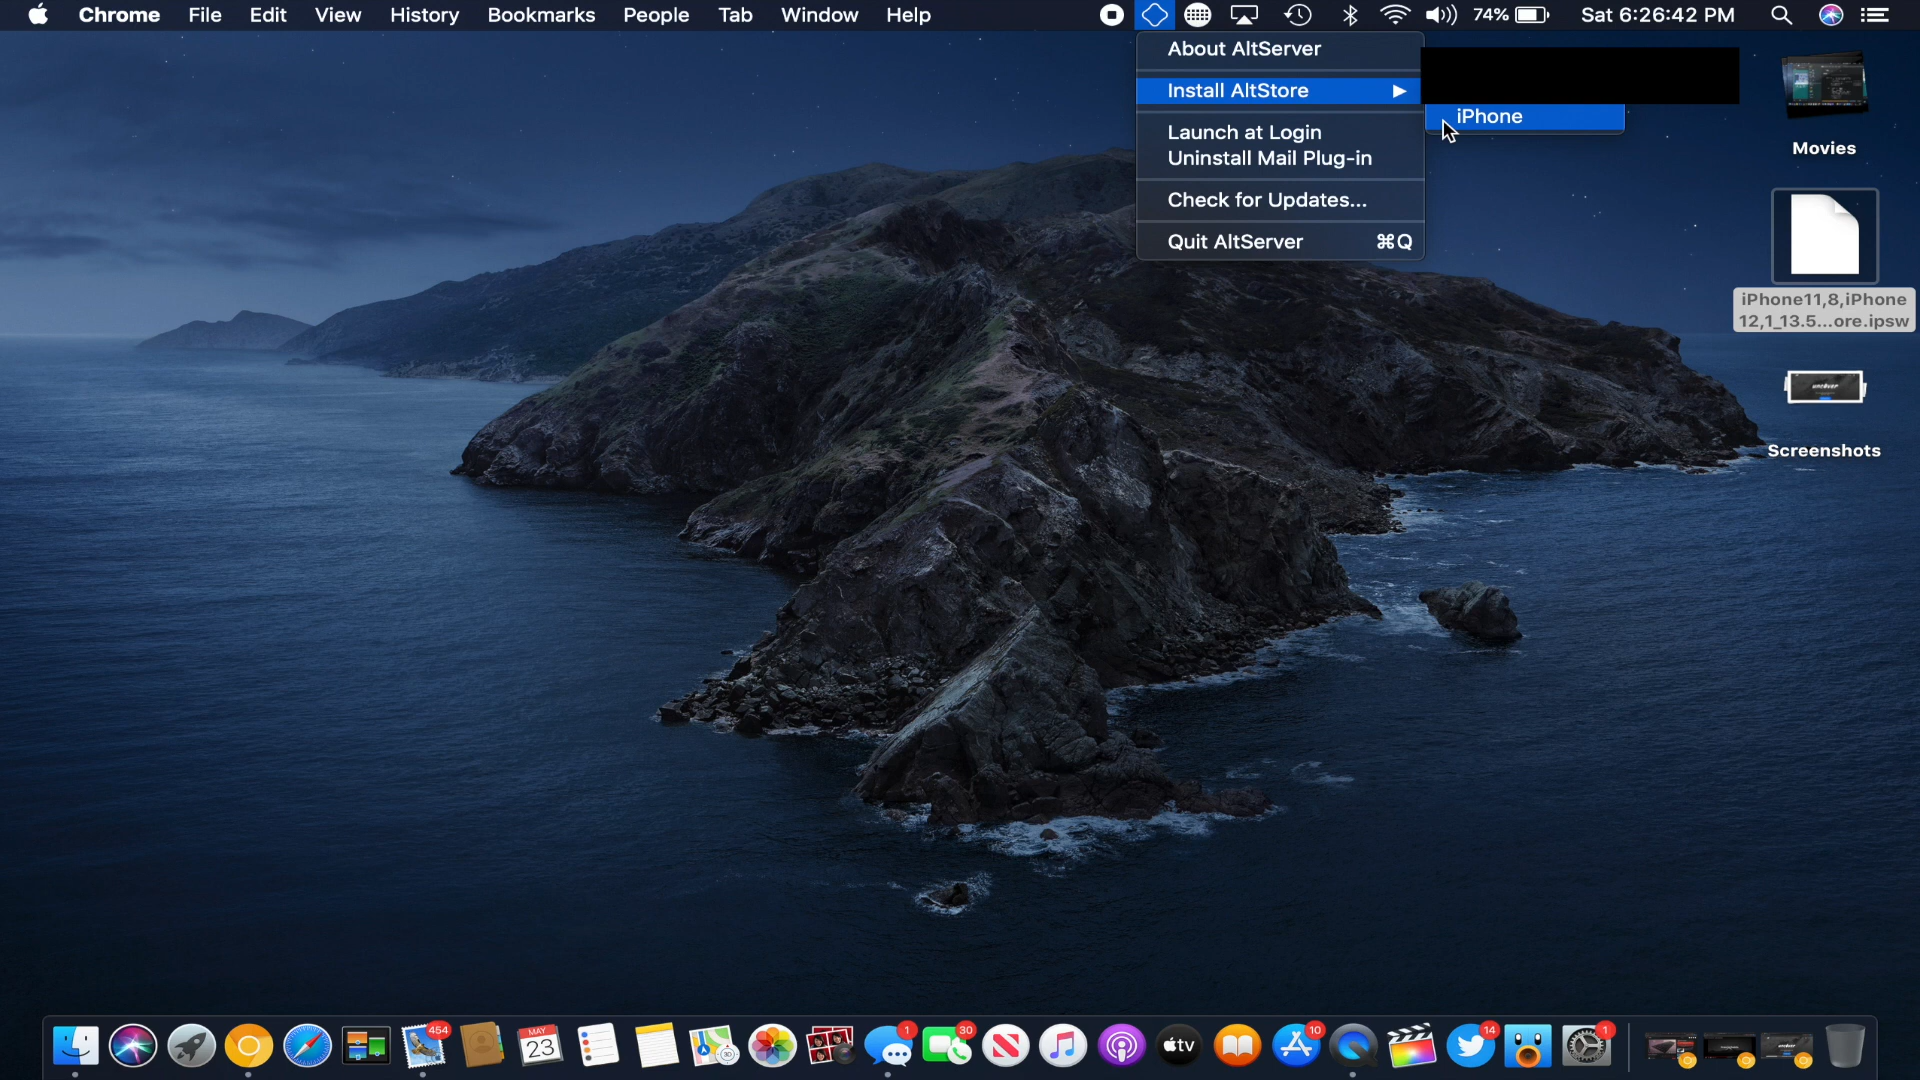 Chrome File Edit View History Bookmarks People Tab Window Help 74% Sat 6:26:42 PM
About AltServer
Install AltStore
iPhone
Launch at Login
Uninstall Mail Plug-in
Check for Updates...
Quit AltServer ⌘Q
Movies
iPhone11,8,iPhone
12,1_13.5...ore.ipsw
Screenshots
454
MAY
23
1
30
tv
10
14
1